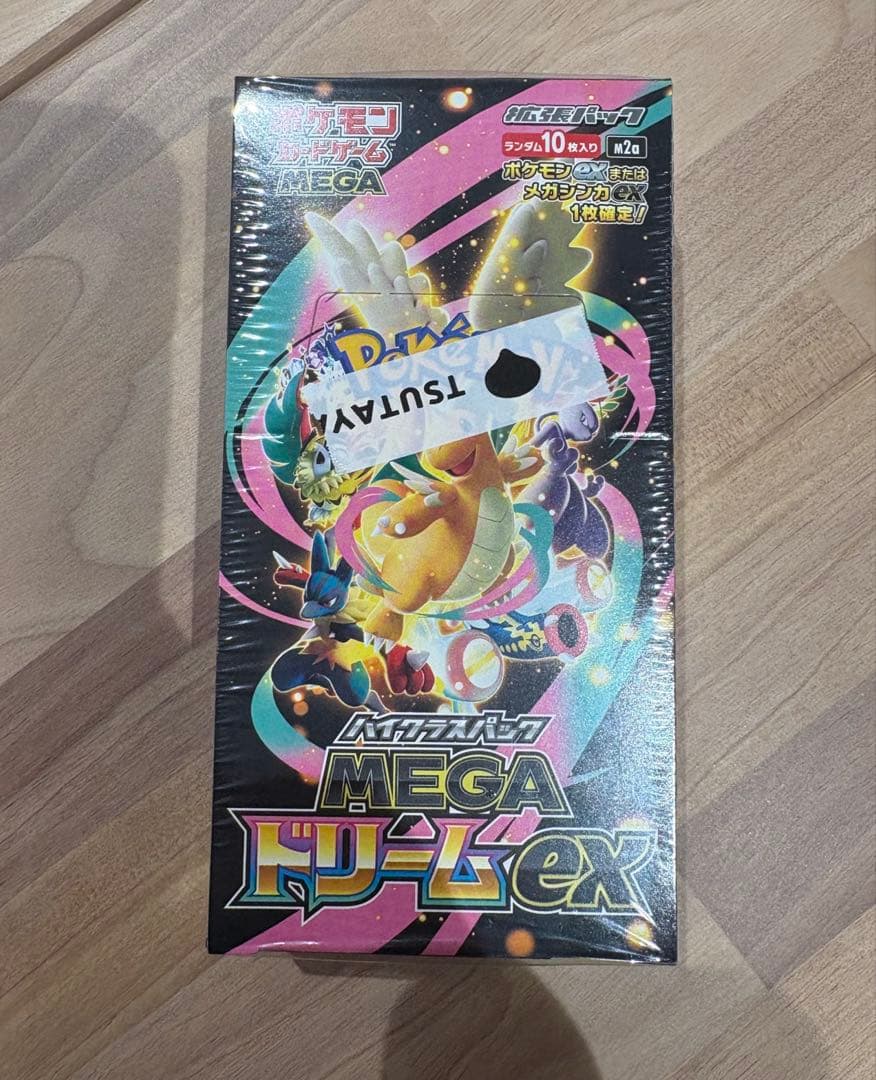 ポケモン
カードゲーム
MEGA
拡張パック
ランダム10枚入り
M2a
ポケモンexまたは
メガシンカex
1枚確定!
Pokémon
TSUTAYA
ハイクラスパック
MEGA
ドリームex